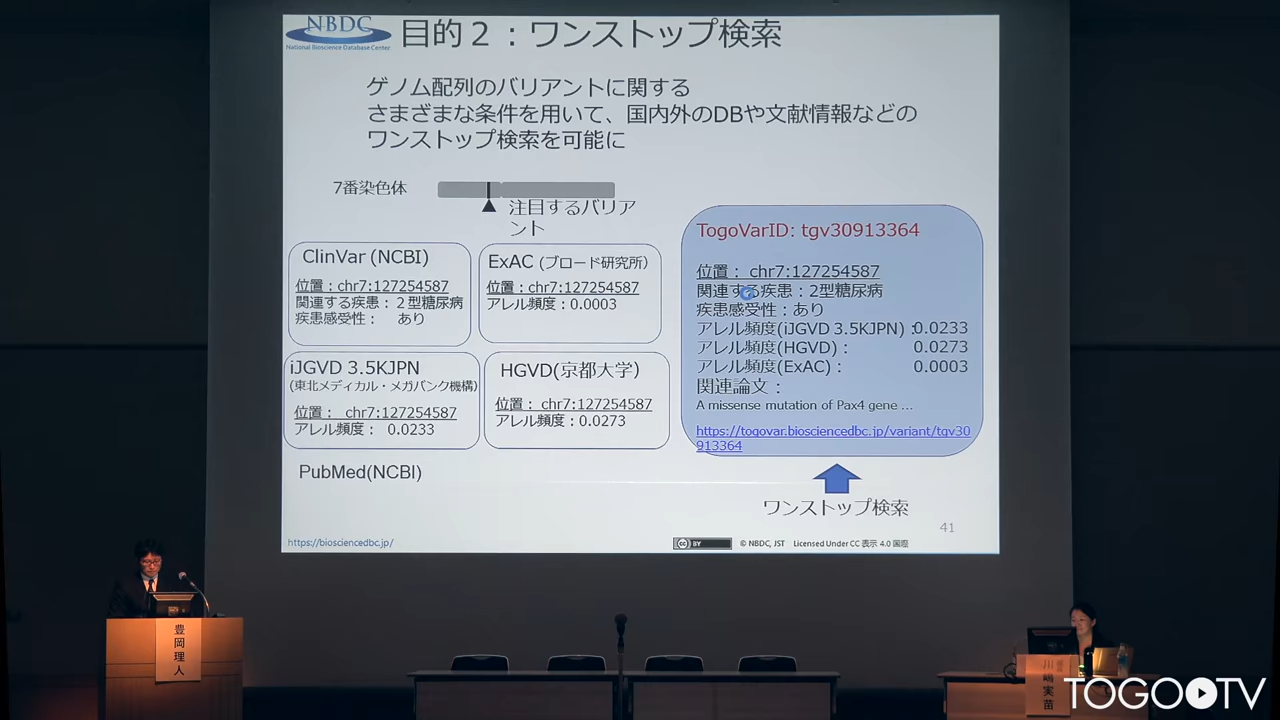 NBDC
National Bioscience Database Center
目的２：ワンストップ検索
ゲノム配列のバリアントに関する
さまざまな条件を用いて、国内外のDBや文献情報などの
ワンストップ検索を可能に
7番染色体
注目するバリア
ント
ClinVar (NCBI)
位置：chr7:127254587
関連する疾患：２型糖尿病
疾患感受性： あり
ExAC (ブロード研究所)
位置：chr7:127254587
アレル頻度：0.0003
iJGVD 3.5KJPN
(東北メディカル・メガバンク機構)
位置： chr7:127254587
アレル頻度： 0.0233
HGVD(京都大学)
位置：chr7:127254587
アレル頻度：0.0273
PubMed(NCBI)
TogoVarID: tgv30913364
位置： chr7:127254587
関連する疾患：2型糖尿病
疾患感受性：あり
アレル頻度(iJGVD 3.5KJPN)：0.0233
アレル頻度(HGVD)： 0.0273
アレル頻度(ExAC)： 0.0003
関連論文：
A missense mutation of Pax4 gene ...
https://togovar.biosciencedbc.jp/variant/tgv30
913364
ワンストップ検索
41
https://biosciencedbc.jp/
cc BY
© NBDC, JST Licensed Under CC 表示 4.0 国際
豊岡理人
川嶋実苗
TOGO TV